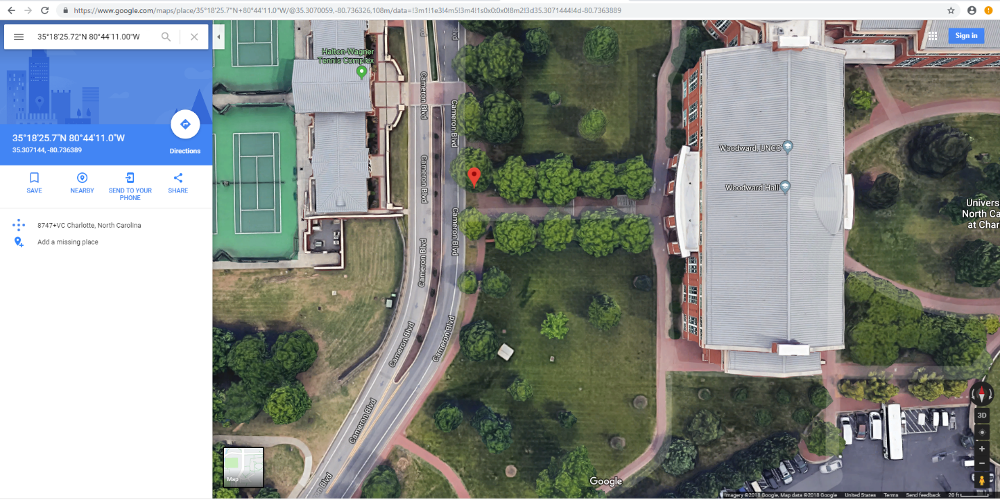 https://www.google.com/maps/place/35°18'25.7"N+80°44'11.0"W/@35.3070059,-80.736326,108m/data=!3m1!1e3!4m5!3m4!1s0x0:0x0!8m2!3d35.3071444!4d-80.7363889
35°18'25.72"N 80°44'11.00"W
Sign in
35°18'25.7"N 80°44'11.0"W
35.307144, -80.736389
Directions
SAVE
NEARBY
SEND TO YOUR
PHONE
SHARE
8747+VC Charlotte, North Carolina
Add a missing place
Halton-Wagner
Tennis Complex
Blvd
Cameron Blvd
Cameron Blvd
Cameron Blvd
Cameron Blvd
Cameron Blvd
Cameron Blvd
Cameron Blvd
Cameron Blvd
Blvd
Woodward, UNCC
Woodward Hall
Univers
North Ca
at Char
Map
Google
3D
Imagery ©2018 Google, Map data ©2018 Google
United States
Terms
Send feedback
20 ft